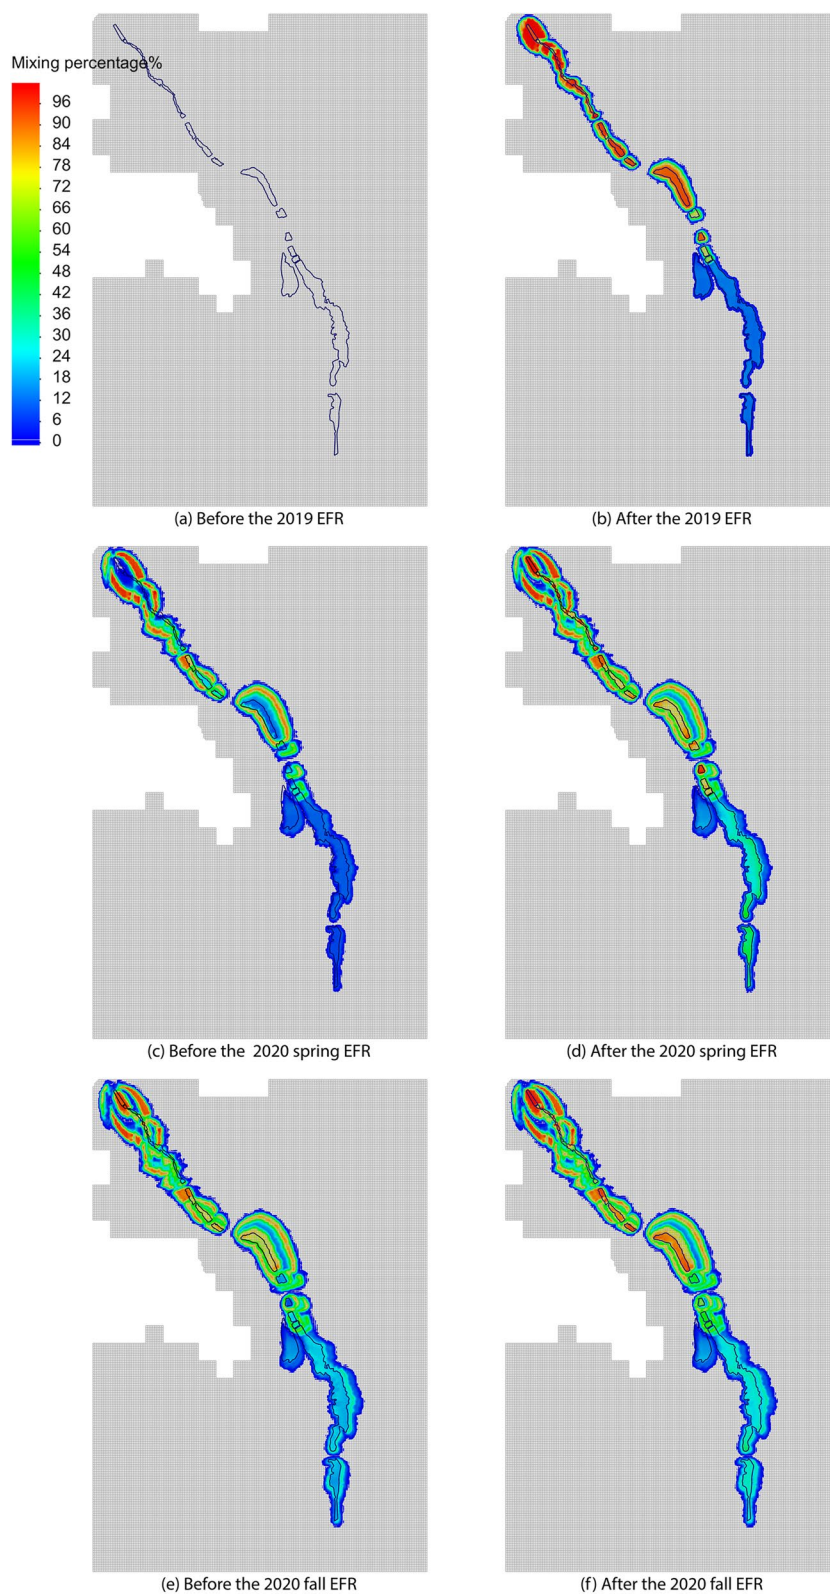 Mixing percentage%
96
90
84
78
72
66
60
54
48
42
36
30
24
18
12
6
0
(a) Before the 2019 EFR
(b) After the 2019 EFR
(c) Before the 2020 spring EFR
(d) After the 2020 spring EFR
(e) Before the 2020 fall EFR
(f) After the 2020 fall EFR